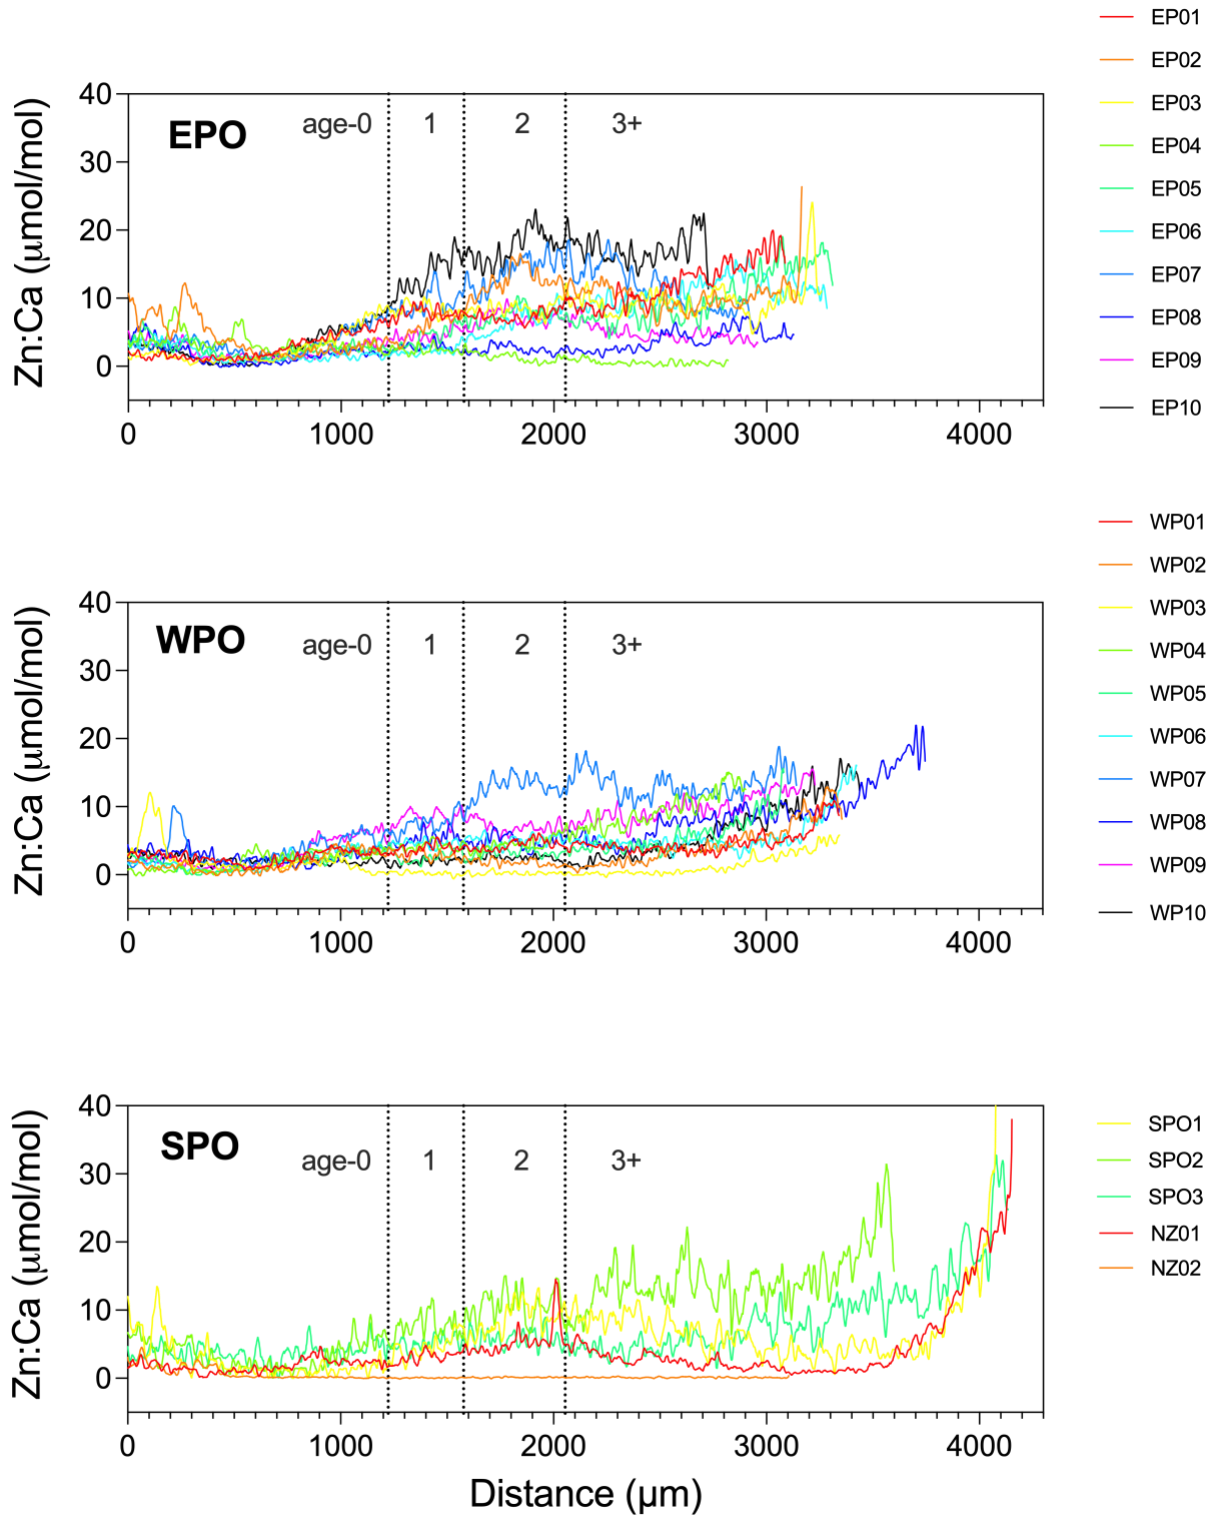 EP01
EP02
EP03
EP04
EP05
EP06
EP07
EP08
EP09
EP10
Zn:Ca (μmol/mol)
40
30
20
10
0
EPO
age-0 1 2 3+
0 1000 2000 3000 4000
WP01
WP02
WP03
WP04
WP05
WP06
WP07
WP08
WP09
WP10
Zn:Ca (μmol/mol)
40
30
20
10
0
WPO
age-0 1 2 3+
0 1000 2000 3000 4000
SPO1
SPO2
SPO3
NZ01
NZ02
Zn:Ca (μmol/mol)
40
30
20
10
0
SPO
age-0 1 2 3+
0 1000 2000 3000 4000
Distance (μm)